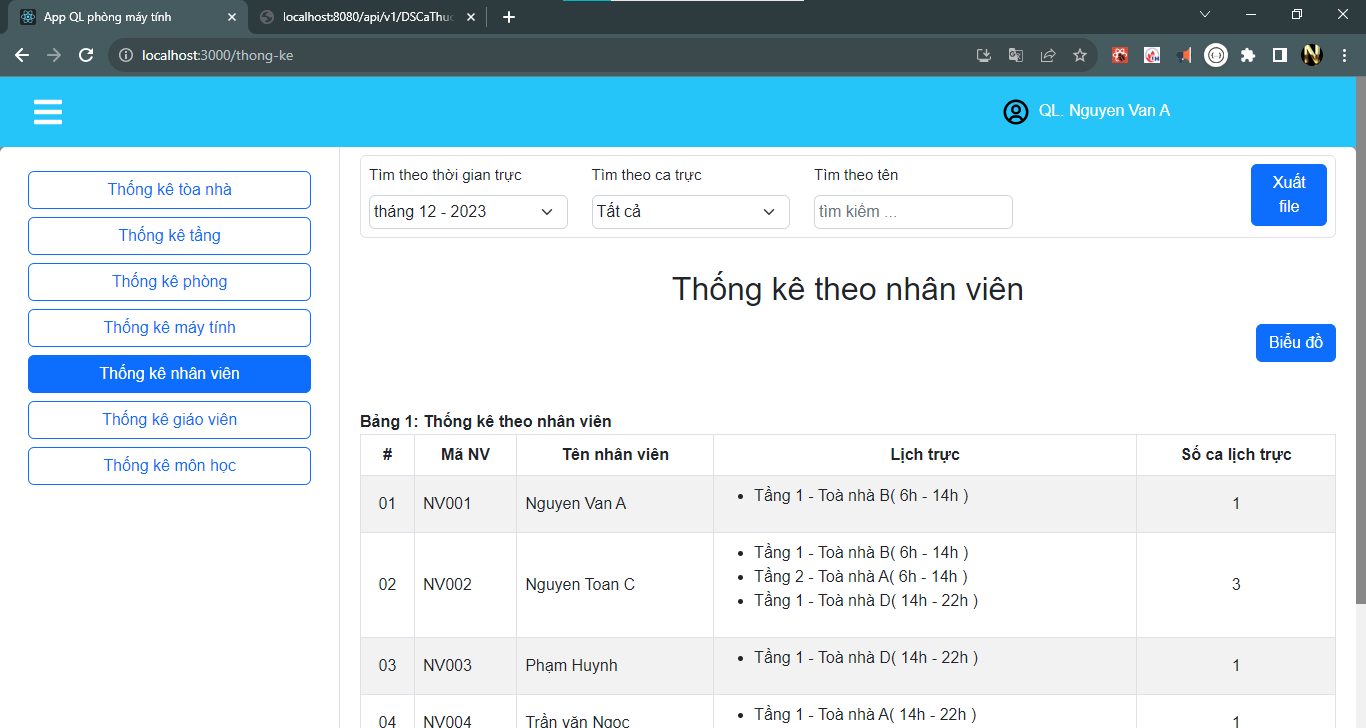 App QL phòng máy tính
localhost:8080/api/v1/DSCaThuc
localhost:3000/thong-ke
QL. Nguyen Van A
Thống kê tòa nhà
Thống kê tầng
Thống kê phòng
Thống kê máy tính
Thống kê nhân viên
Thống kê giáo viên
Thống kê môn học
Tìm theo thời gian trực Tìm theo ca trực Tìm theo tên
tháng 12 - 2023 Tất cả tìm kiếm ...
Xuất
file
Thống kê theo nhân viên
Biểu đồ
Bảng 1: Thống kê theo nhân viên
# Mã NV Tên nhân viên Lịch trực Số ca lịch trực
01 NV001 Nguyen Van A Tầng 1 - Toà nhà B( 6h - 14h ) 1
02 NV002 Nguyen Toan C Tầng 1 - Toà nhà B( 6h - 14h )
Tầng 2 - Toà nhà A( 6h - 14h )
Tầng 1 - Toà nhà D( 14h - 22h )
3
03 NV003 Phạm Huynh Tầng 1 - Toà nhà D( 14h - 22h ) 1
04 NV004 Trần văn Ngọc Tầng 1 - Toà nhà A( 14h - 22h ) 1